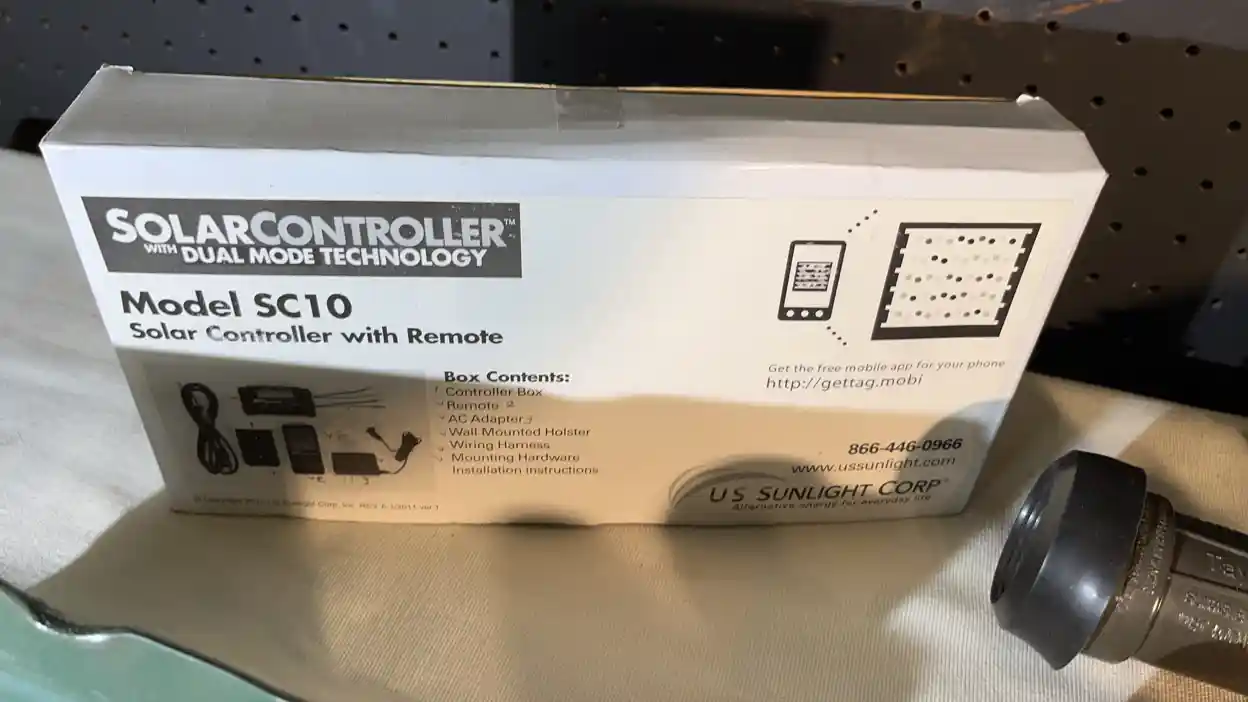 SOLARCONTROLLER™
WITH DUAL MODE TECHNOLOGY
Model SC10
Solar Controller with Remote
Box Contents:
Controller Box
Remote
AC Adapter
Wall Mounted Holster
Wiring Harness
Mounting Hardware
Installation instructions
Get the free mobile app for your phone
http://gettag.mobi
866-446-0966
www.ussunlight.com
US SUNLIGHT CORP
Alternative energy for everyday life